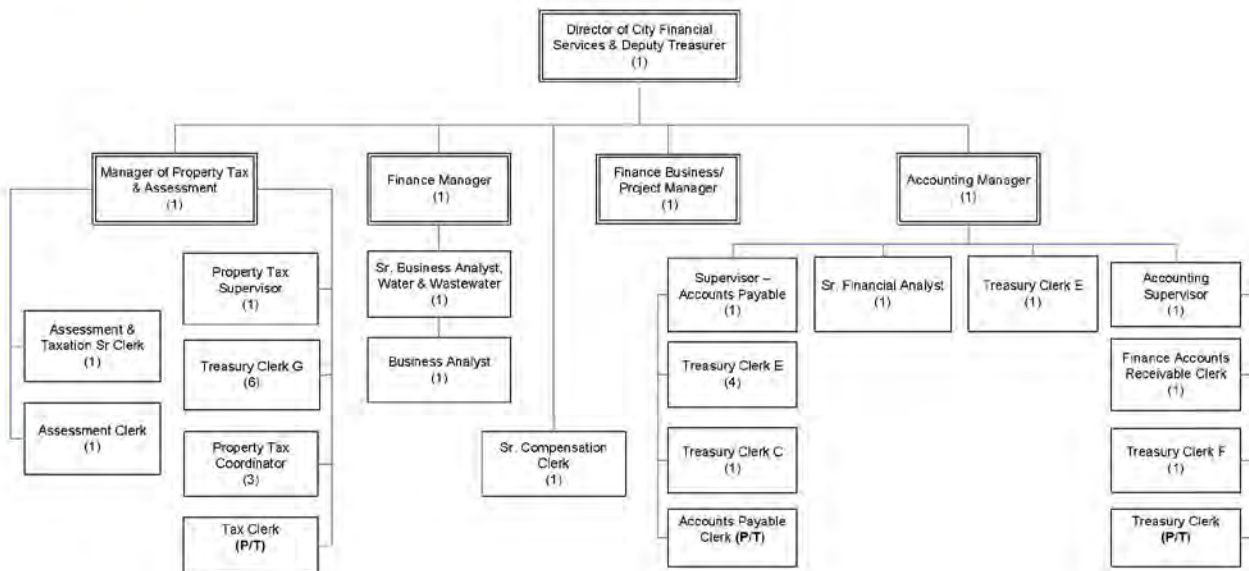 Director of City Financial
Services & Deputy Treasurer
(1)
Manager of Property Tax
& Assessment
(1)
Finance Manager
(1)
Finance Business/
Project Manager
(1)
Accounting Manager
(1)
Assessment &
Taxation Sr Clerk
(1)
Assessment Clerk
(1)
Property Tax
Supervisor
(1)
Treasury Clerk G
(6)
Property Tax
Coordinator
(3)
Tax Clerk
(P/T)
Sr. Business Analyst,
Water & Wastewater
(1)
Business Analyst
(1)
Sr. Compensation
Clerk
(1)
Supervisor –
Accounts Payable
(1)
Treasury Clerk E
(4)
Treasury Clerk C
(1)
Accounts Payable
Clerk (P/T)
Sr. Financial Analyst
(1)
Treasury Clerk E
(1)
Accounting
Supervisor
(1)
Finance Accounts
Receivable Clerk
(1)
Treasury Clerk F
(1)
Treasury Clerk
(P/T)